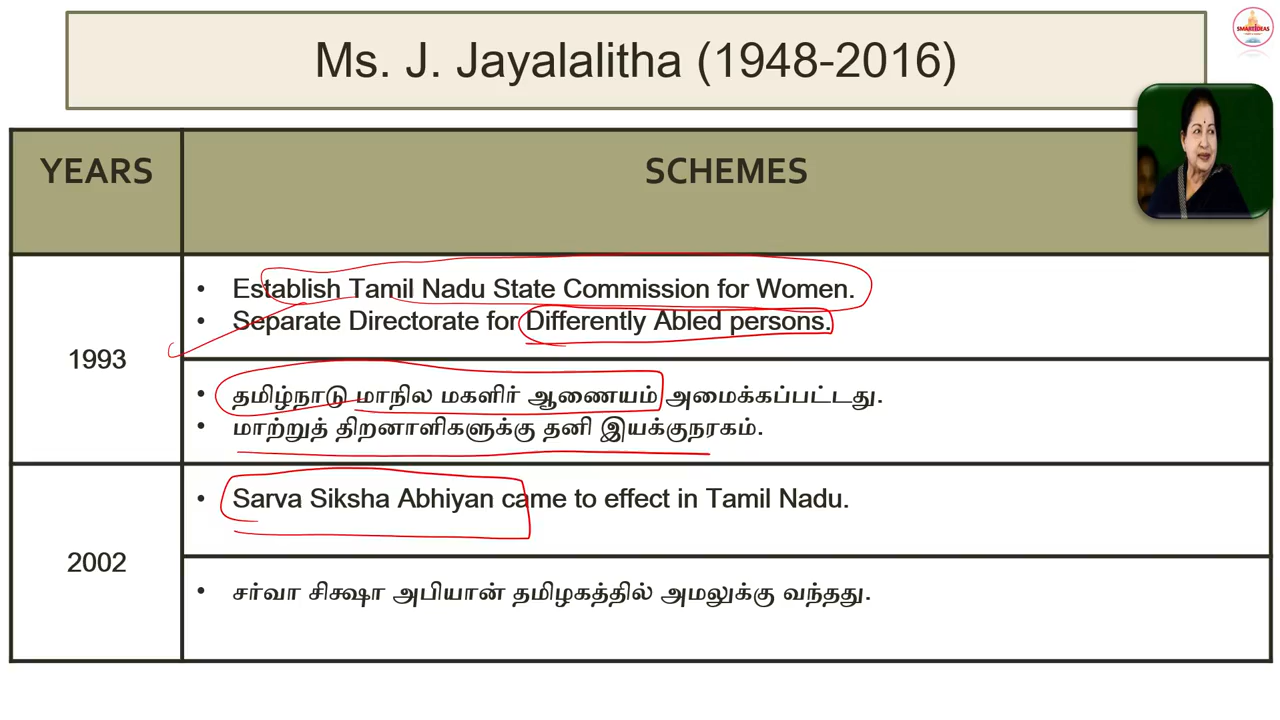 Ms. J. Jayalalitha (1948-2016)
SMART IDEAS
YEARS
SCHEMES
1993
• Establish Tamil Nadu State Commission for Women.
• Separate Directorate for Differently Abled persons.
• தமிழ்நாடு மாநில மகளிர் ஆணையம் அமைக்கப்பட்டது.
• மாற்றுத் திறனாளிகளுக்கு தனி இயக்குநரகம்.
2002
• Sarva Siksha Abhiyan came to effect in Tamil Nadu.
• சர்வா சிக்ஷா அபியான் தமிழகத்தில் அமலுக்கு வந்தது.